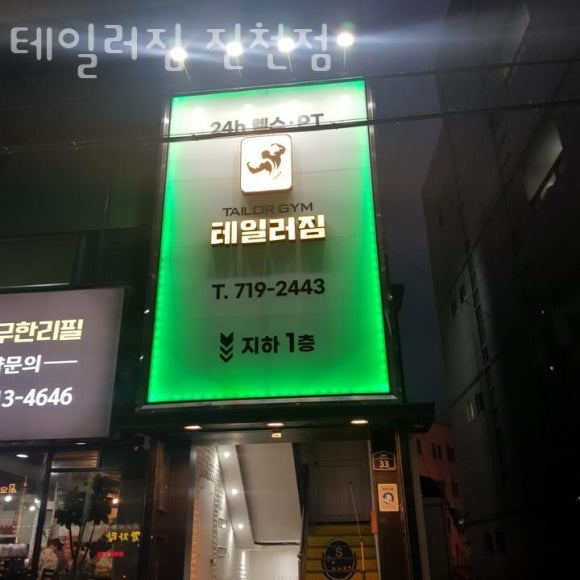 테일러짐 진천점
24h 헬스·PT
TAILOR GYM
테일러짐
T. 719-2443
지하 1층
무한리필
약문의
3-4646
33
S